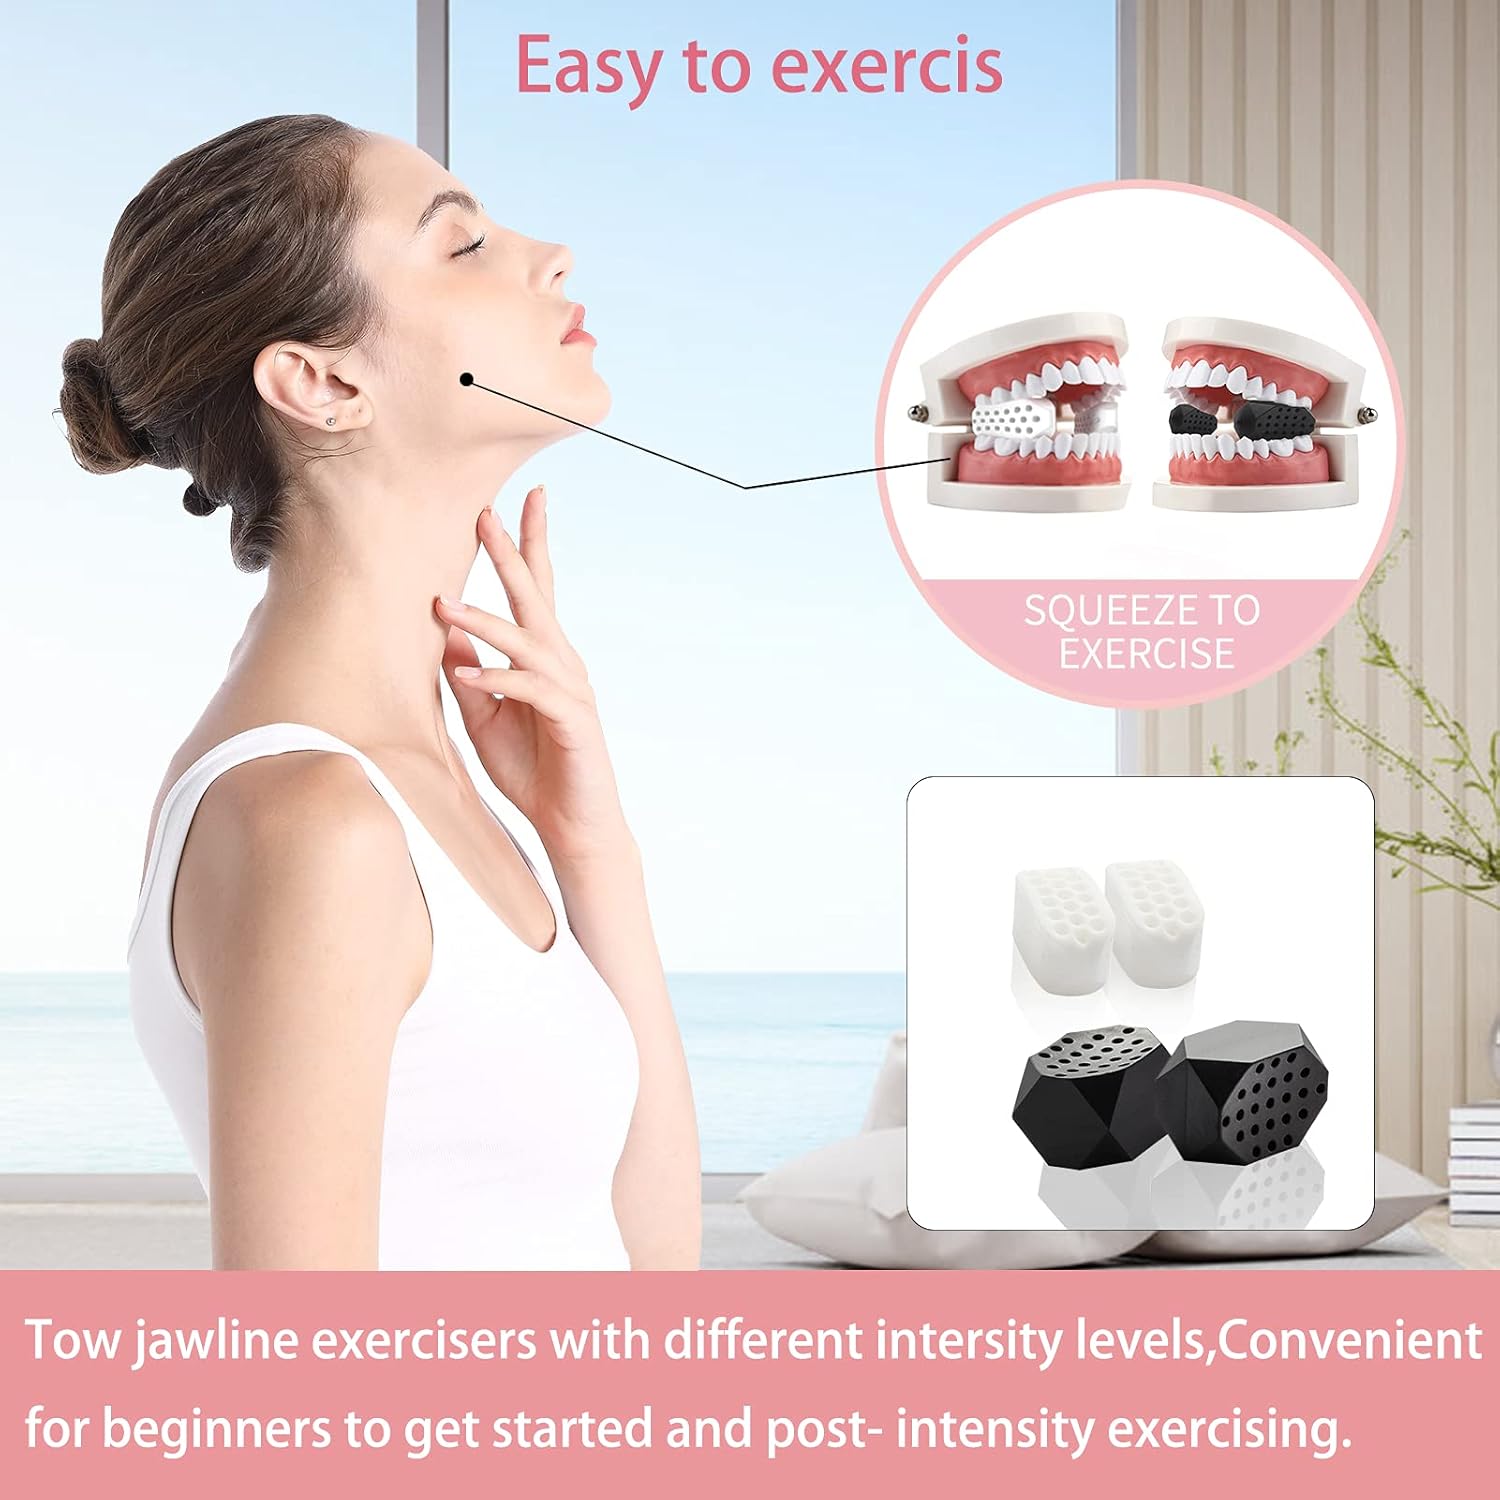 Easy to exercis
SQUEEZE TO
EXERCISE
Tow jawline exercisers with different intersity levels,Convenient
for beginners to get started and post- intensity exercising.